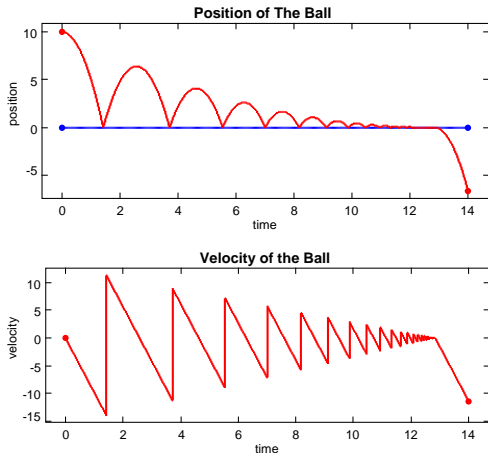 Position of The Ball
10
5
0
-5
position
0 2 4 6 8 10 12 14
time
Velocity of the Ball
10
5
0
-5
-10
-15
velocity
0 2 4 6 8 10 12 14
time